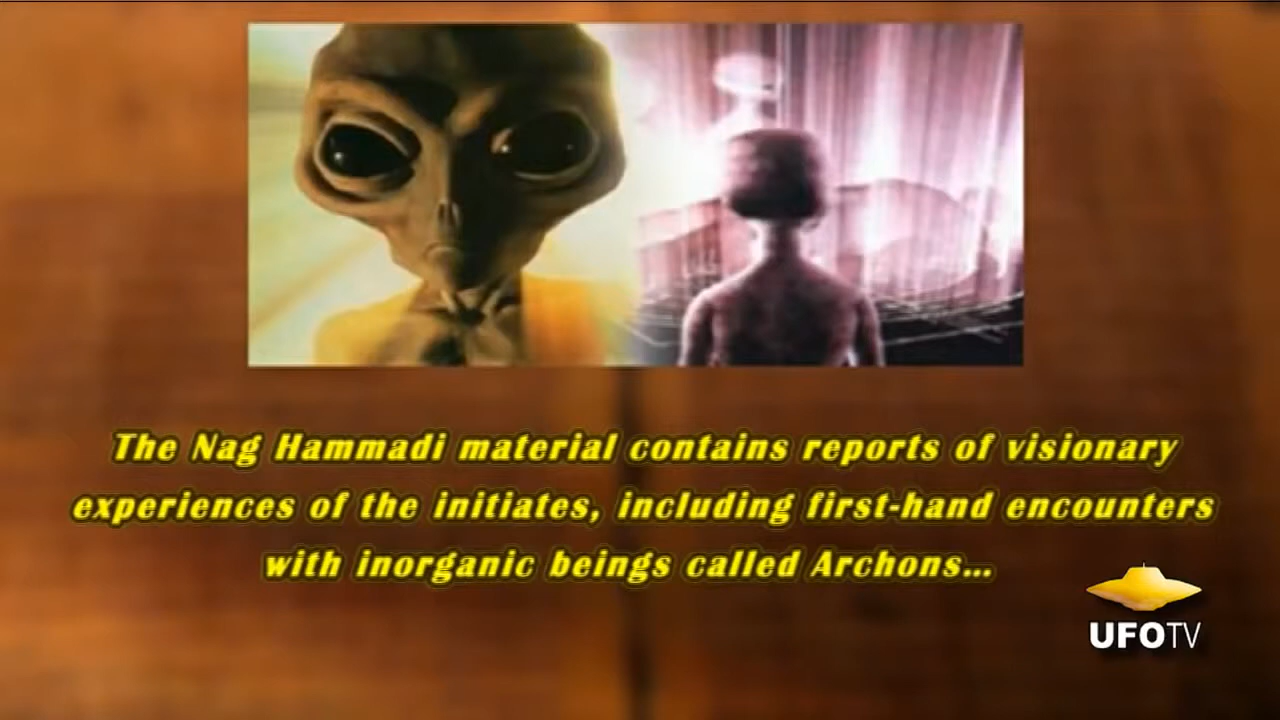 The Nag Hammadi material contains reports of visionary
experiences of the initiates, including first-hand encounters
with inorganic beings called Archons...
UFOTV